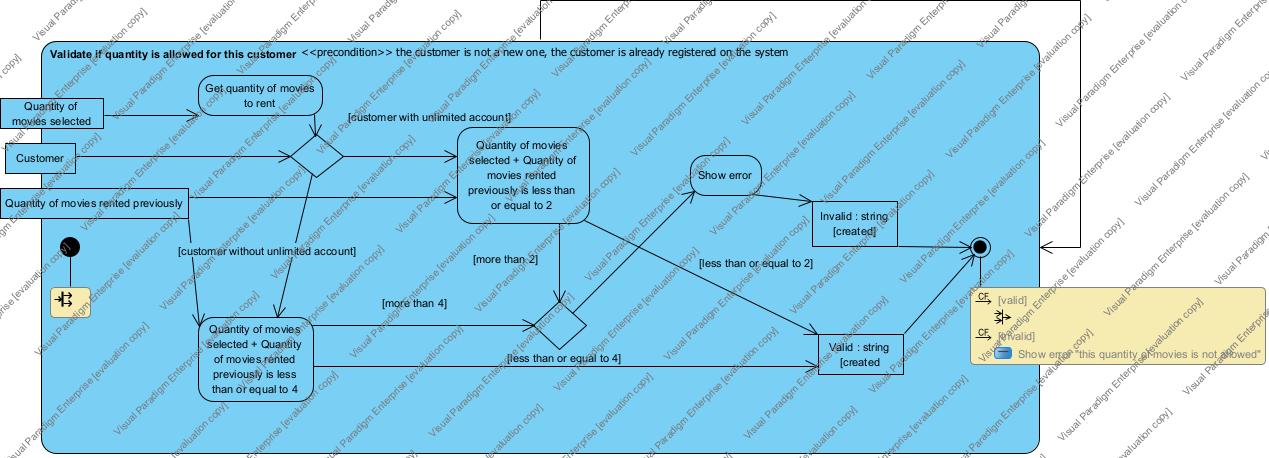 Validate if quantity is allowed for this customer <<precondition>> the customer is not a new one, the customer is already registered on the system
Get quantity of movies
to rent
Quantity of
movies selected
[customer with unlimited account]
Customer
Quantity of movies
selected + Quantity of
movies rented
previously is less than
or equal to 2
Show error
Quantity of movies rented previously
Invalid : string
[created]
[customer without unlimited account]
[more than 2]
[less than or equal to 2]
[more than 4]
CF [valid]
CF [invalid]
Show error "this quantity of movies is not allowed"
Quantity of movies
selected + Quantity
of movies rented
previously is less
than or equal to 4
Valid : string
[created
[less than or equal to 4]
Visual Paradigm Enterprise [evaluation copy]